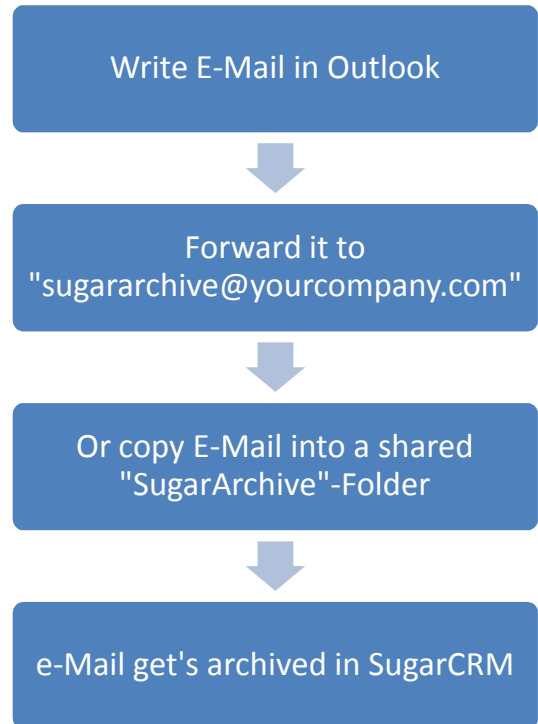 Write E-Mail in Outlook
Forward it to
"sugararchive@yourcompany.com"
Or copy E-Mail into a shared
"SugarArchive"-Folder
e-Mail get's archived in SugarCRM